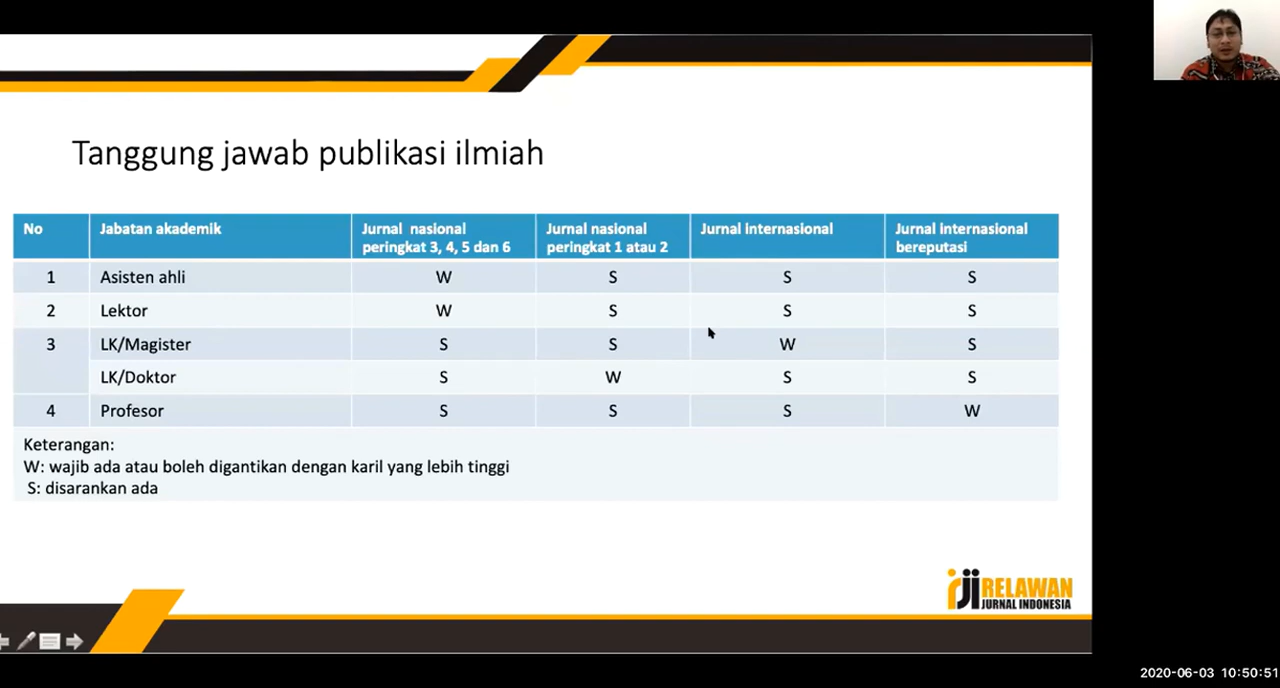 Tanggung jawab publikasi ilmiah
No Jabatan akademik Jurnal nasional peringkat 3, 4, 5 dan 6 Jurnal nasional peringkat 1 atau 2 Jurnal internasional Jurnal internasional bereputasi
1 Asisten ahli W S S S
2 Lektor W S S S
3 LK/Magister S S W S
LK/Doktor S W S S
4 Profesor S S S W
Keterangan:
W: wajib ada atau boleh digantikan dengan karil yang lebih tinggi
S: disarankan ada
rji RELAWAN
JURNAL INDONESIA
2020-06-03 10:50:51